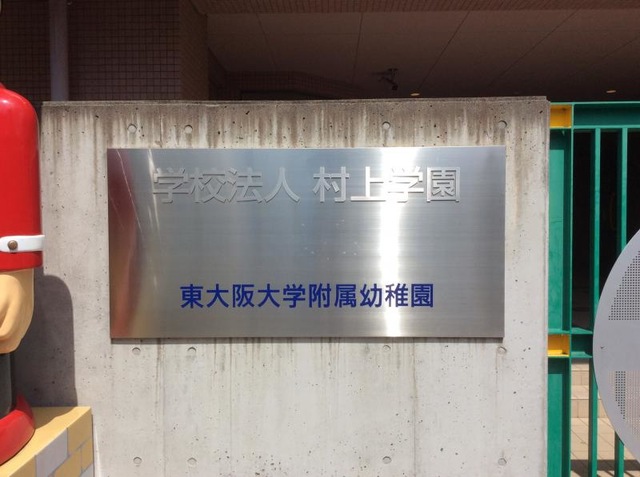 学校法人 村上学園
東大阪大学附属幼稚園